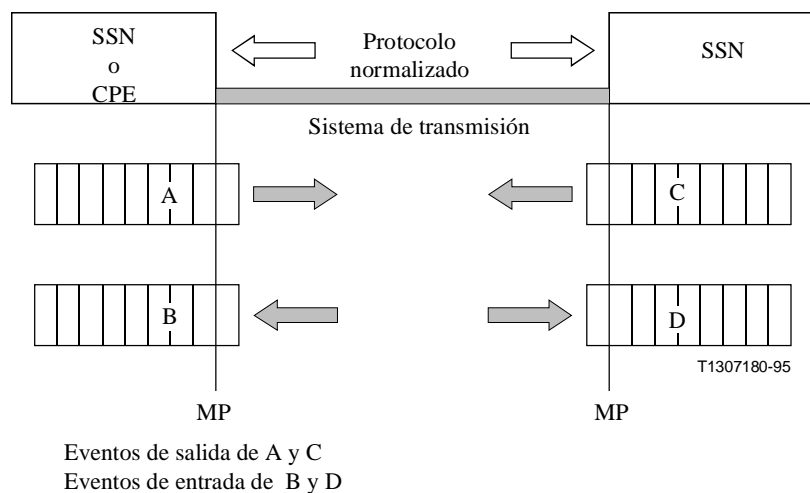 SSN
o
CPE
Protocolo
normalizado
SSN
Sistema de transmisión
A
C
B
D
T1307180-95
MP
MP
Eventos de salida de A y C
Eventos de entrada de B y D